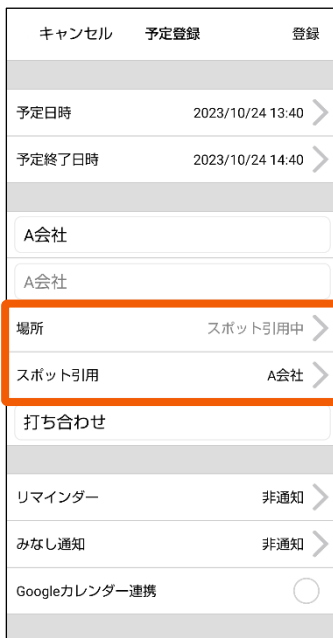 キャンセル 予定登録 登録
予定日時 2023/10/24 13:40
予定終了日時 2023/10/24 14:40
A会社
A会社
場所 スポット引用中
スポット引用 A会社
打ち合わせ
リマインダー 非通知
みなし通知 非通知
Googleカレンダー連携